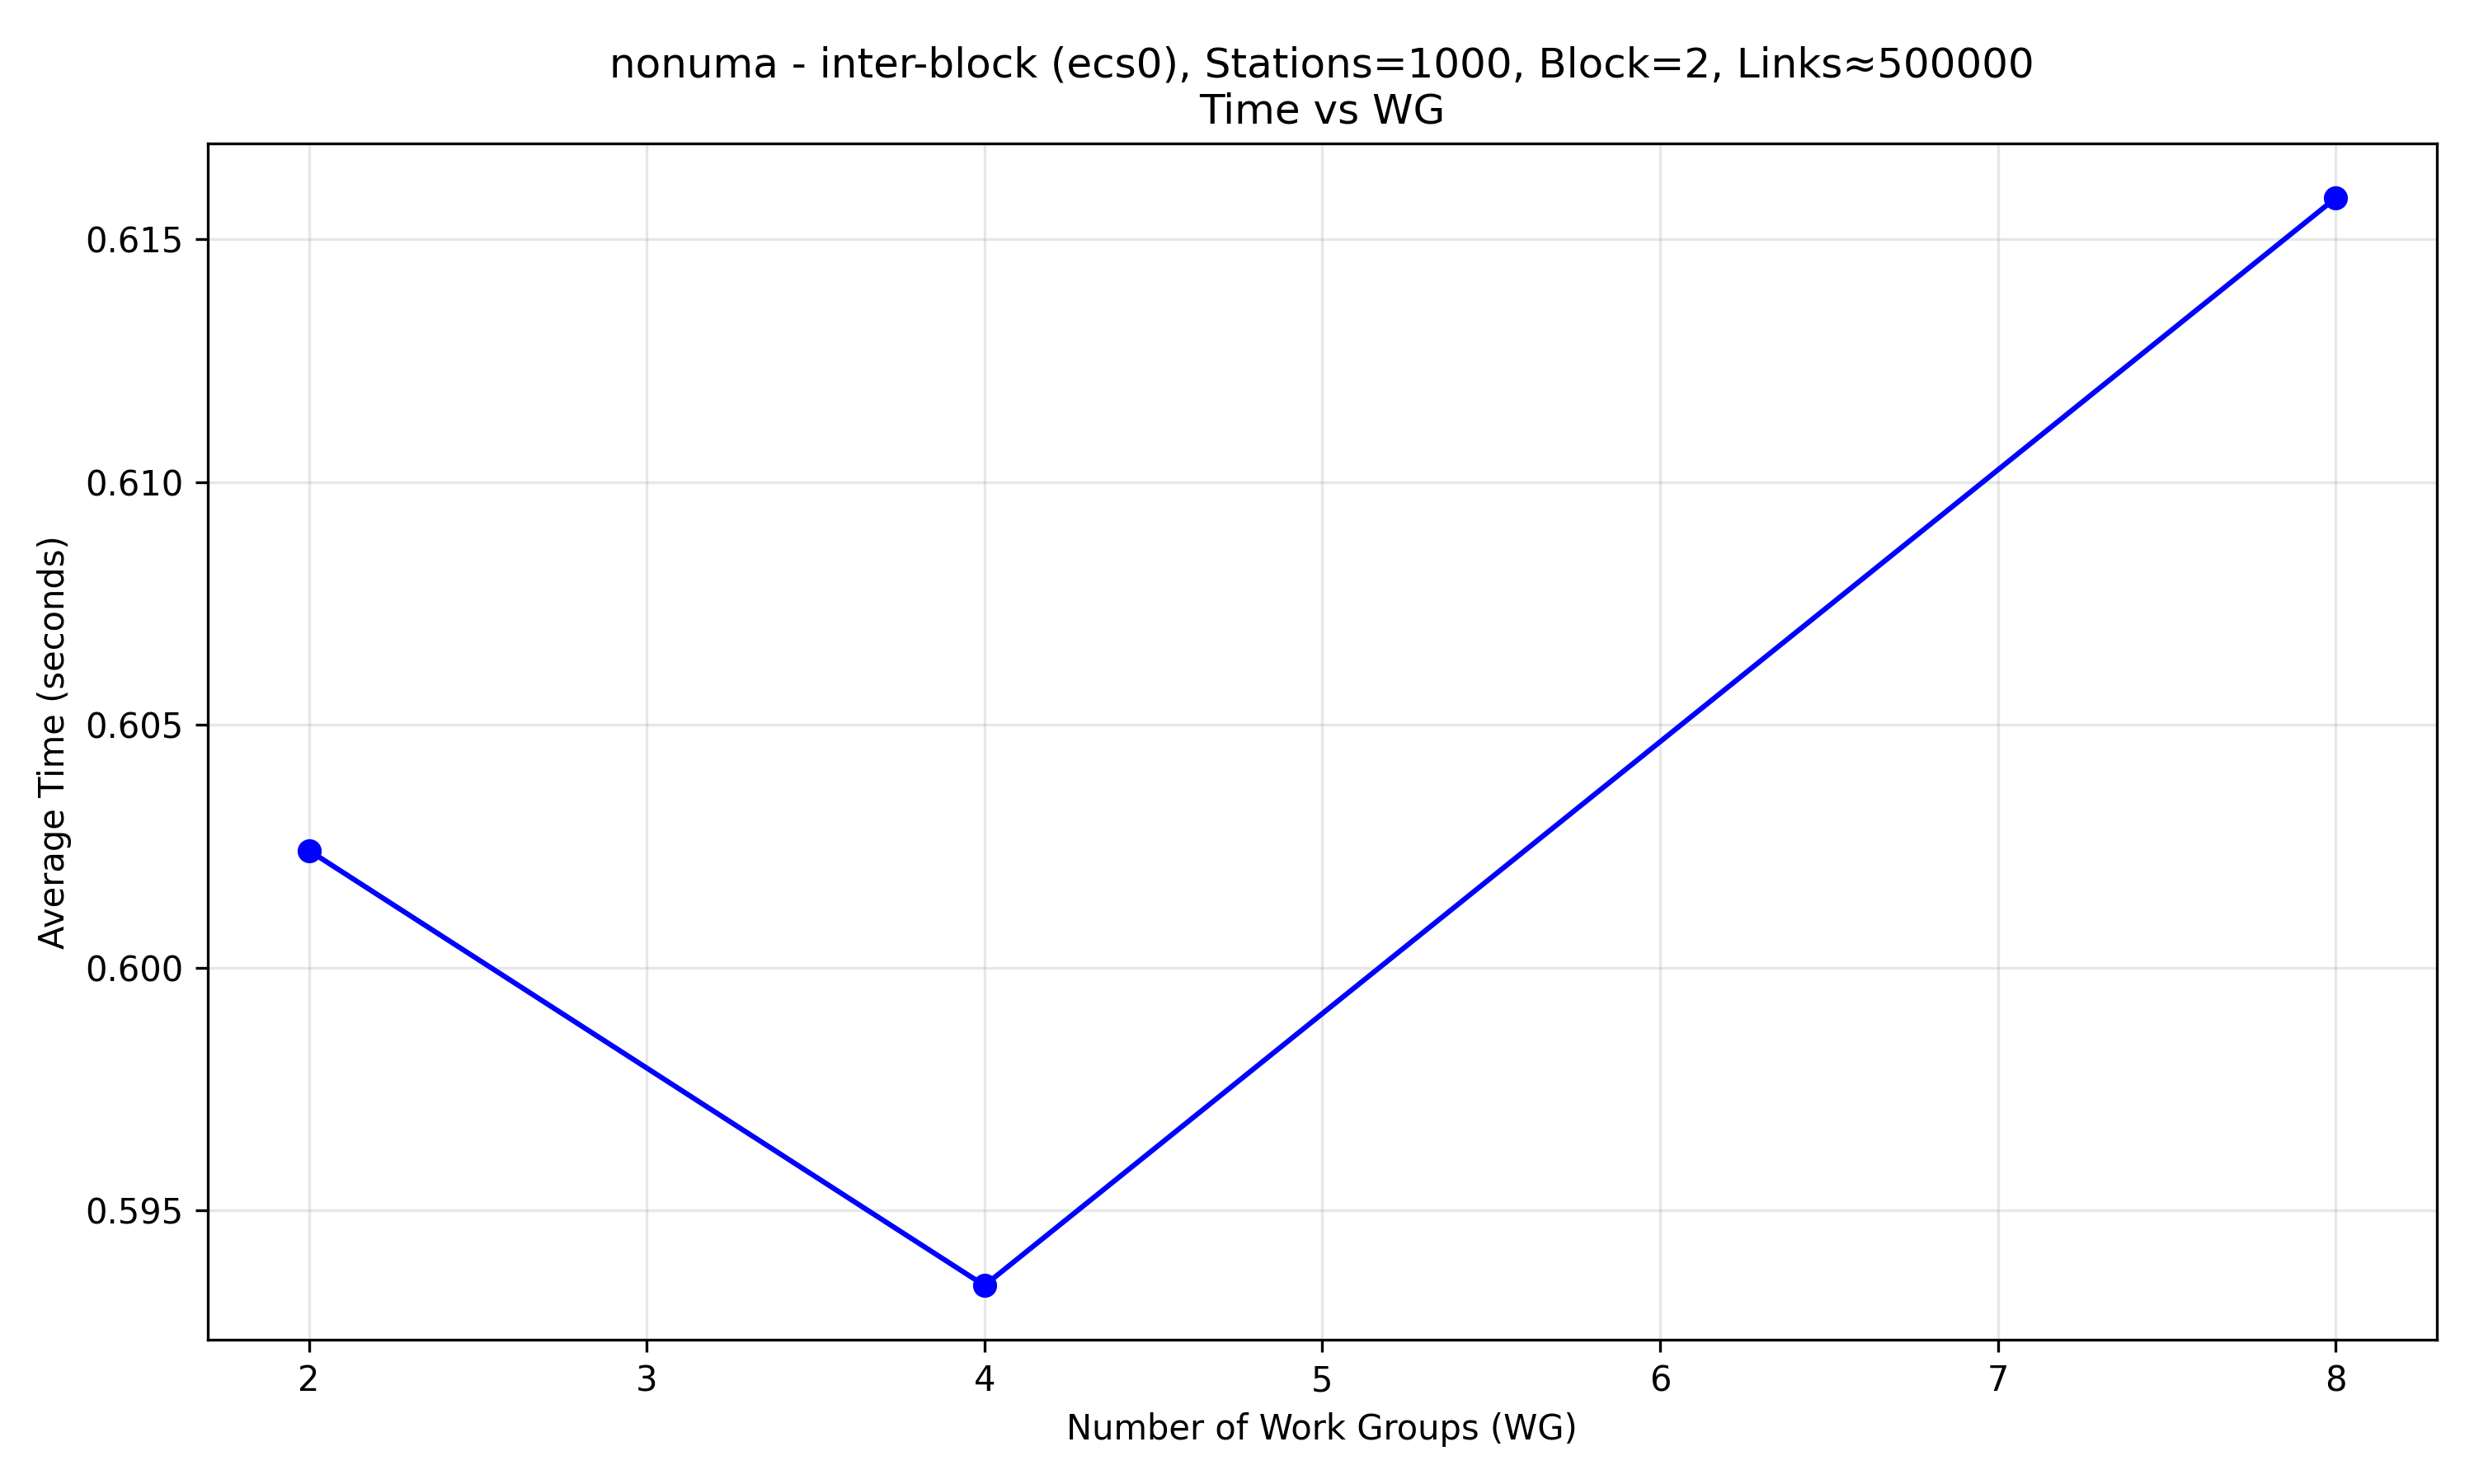 nonuma - inter-block (ecs0), Stations=1000, Block=2, Links≈500000
Time vs WG
0.615
0.610
0.605
0.600
0.595
Average Time (seconds)
2 3 4 5 6 7 8
Number of Work Groups (WG)